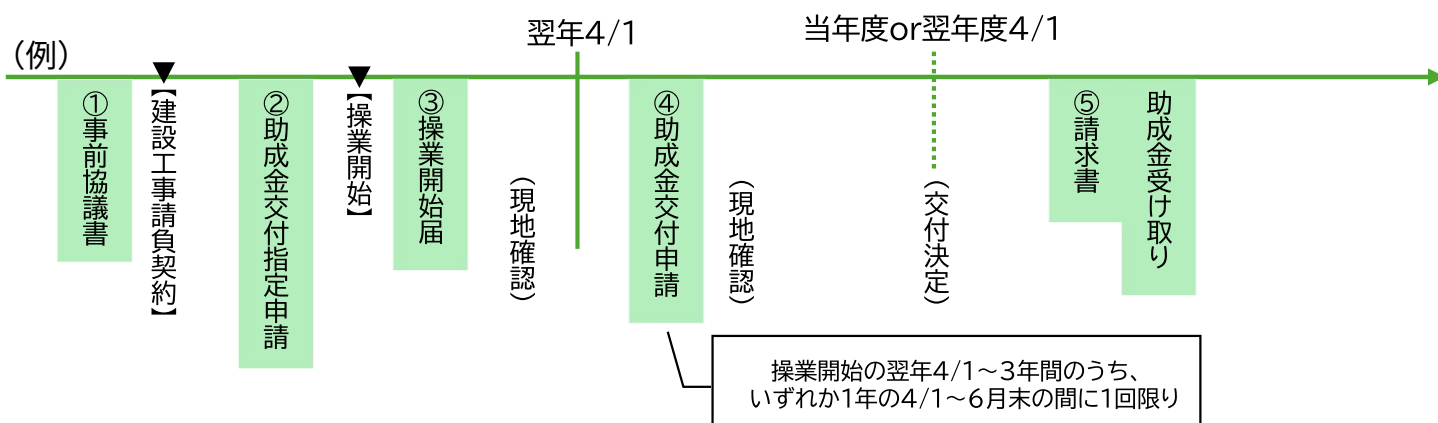 （例）
翌年4/1
当年度or翌年度4/1
①事前協議書
【建設工事請負契約】
②助成金交付指定申請
【操業開始】
③操業開始届
（現地確認）
④助成金交付申請
（現地確認）
（交付決定）
⑤請求書
助成金受け取り
操業開始の翌年4/1～3年間のうち、
いずれか1年の4/1～6月末の間に1回限り